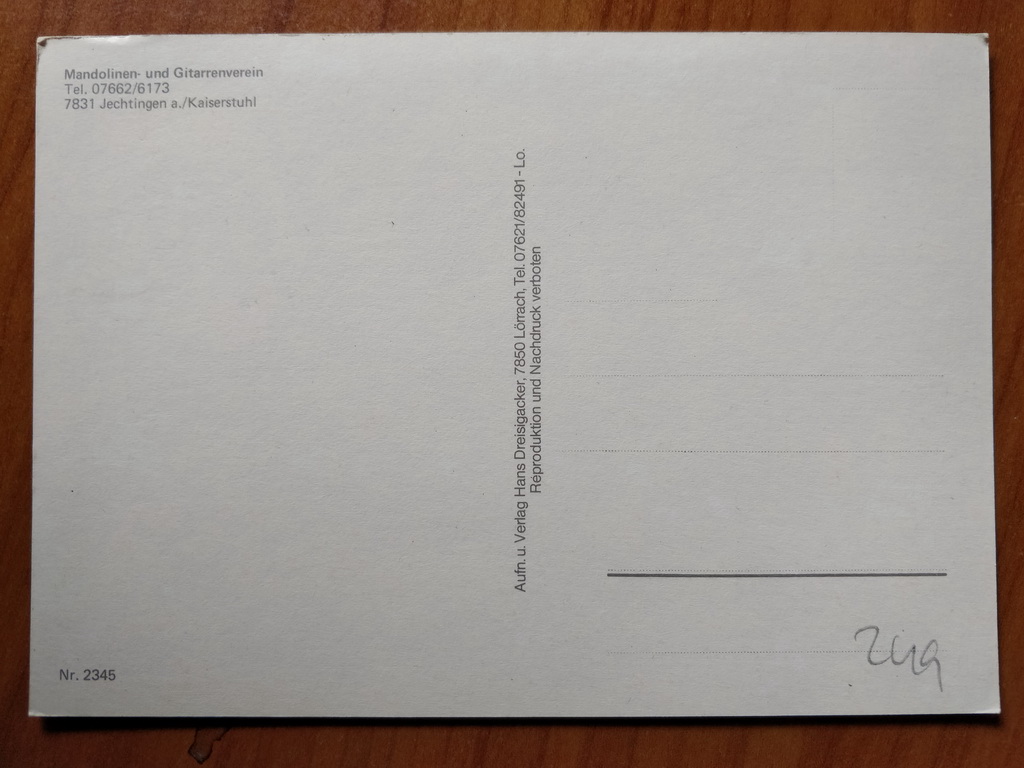 Mandolinen- und Gitarrenverein
Tel. 07662/6173
7831 Jechtingen a./Kaiserstuhl
Aufn. u. Verlag Hans Dreisigacker, 7850 Lörrach, Tel. 07621/82491 - Lo.
Reproduktion und Nachdruck verboten
Nr. 2345
249